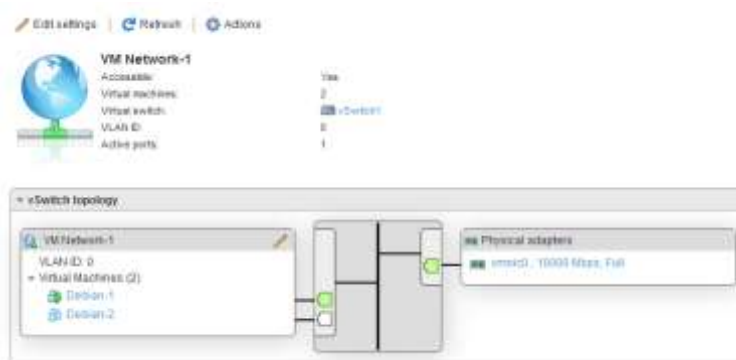 Edit settings | Refresh | Actions
VM Network-1
Accessible: Yes
Virtual machines: 2
Virtual switch: vSwitch1
VLAN ID: 0
Active ports: 1
vSwitch topology
VM Network-1
VLAN ID: 0
Virtual Machines (2)
Debian-1
Debian-2
Physical adapters
vmnic0 , 10000 Mbps, Full